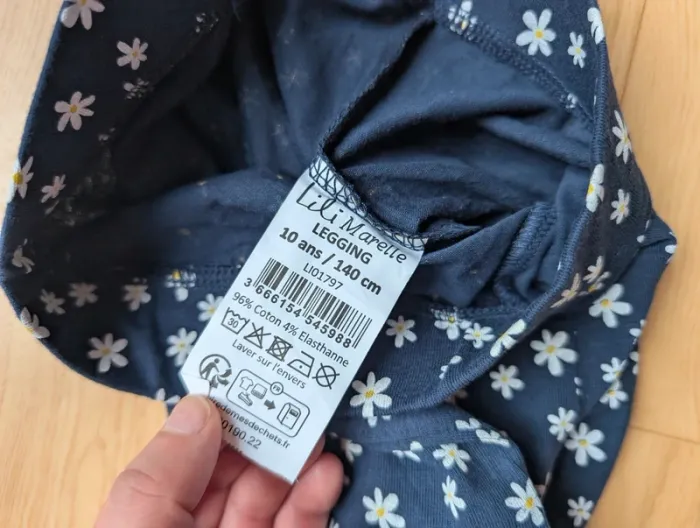 Lili Marelle
LEGGING
10 ans / 140 cm
LI01797
3 666154 545988
96% Coton 4% Elasthanne
30
Laver sur l'envers
FR